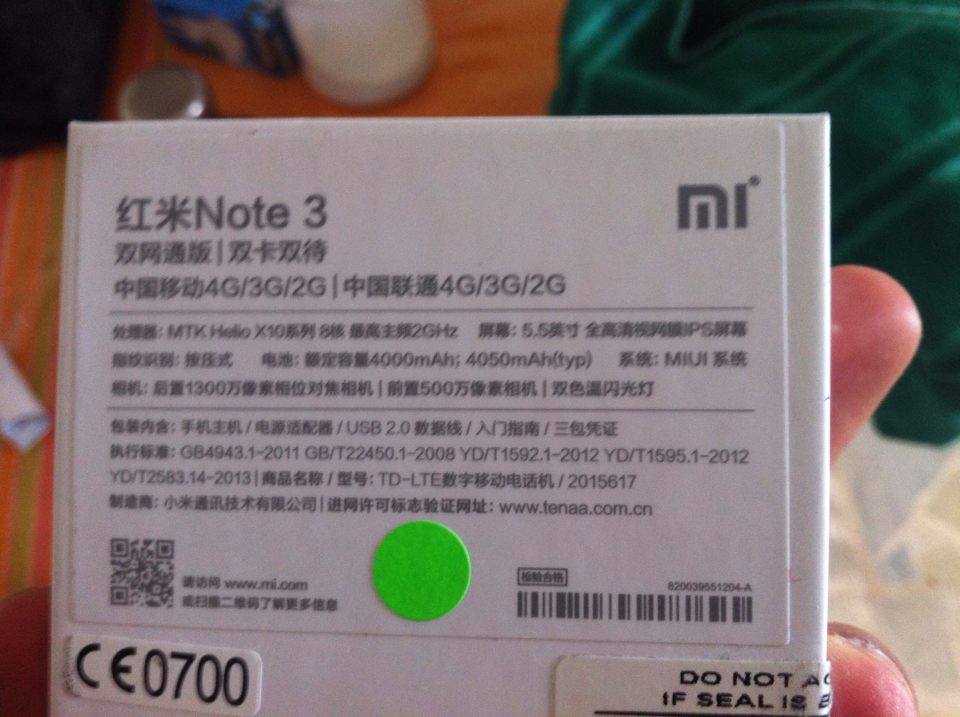 红米Note 3
mi®
双网通版 | 双卡双待
中国移动4G/3G/2G | 中国联通4G/3G/2G
处理器: MTK Helio X10系列 8核 最高主频2GHz 屏幕: 5.5英寸 全高清视网膜IPS屏幕
指纹识别: 按压式 电池: 额定容量4000mAh; 4050mAh(typ) 系统: MIUI 系统
相机: 后置1300万像素相位对焦相机 | 前置500万像素相机 | 双色温闪光灯
包装内含: 手机主机 / 电源适配器 / USB 2.0 数据线 / 入门指南 / 三包凭证
执行标准: GB4943.1-2011 GB/T22450.1-2008 YD/T1592.1-2012 YD/T1595.1-2012
YD/T2583.14-2013 | 商品名称 / 型号: TD-LTE数字移动电话机 / 2015617
制造商: 小米通讯技术有限公司 | 进网许可标志验证网址: www.tenaa.com.cn
请访问 www.mi.com
或扫描二维码了解更多信息
检验合格
820039551204-A
CE0700
DO NOT AC
IF SEAL IS B